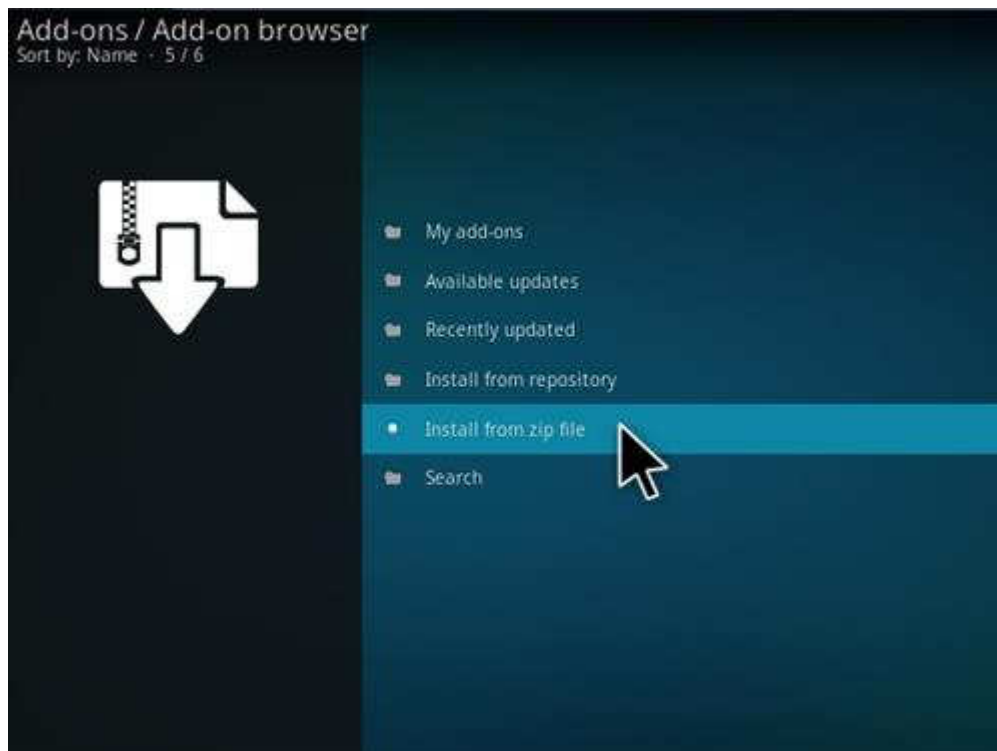 Add-ons / Add-on browser
Sort by: Name · 5 / 6
My add-ons
Available updates
Recently updated
Install from repository
Install from zip file
Search